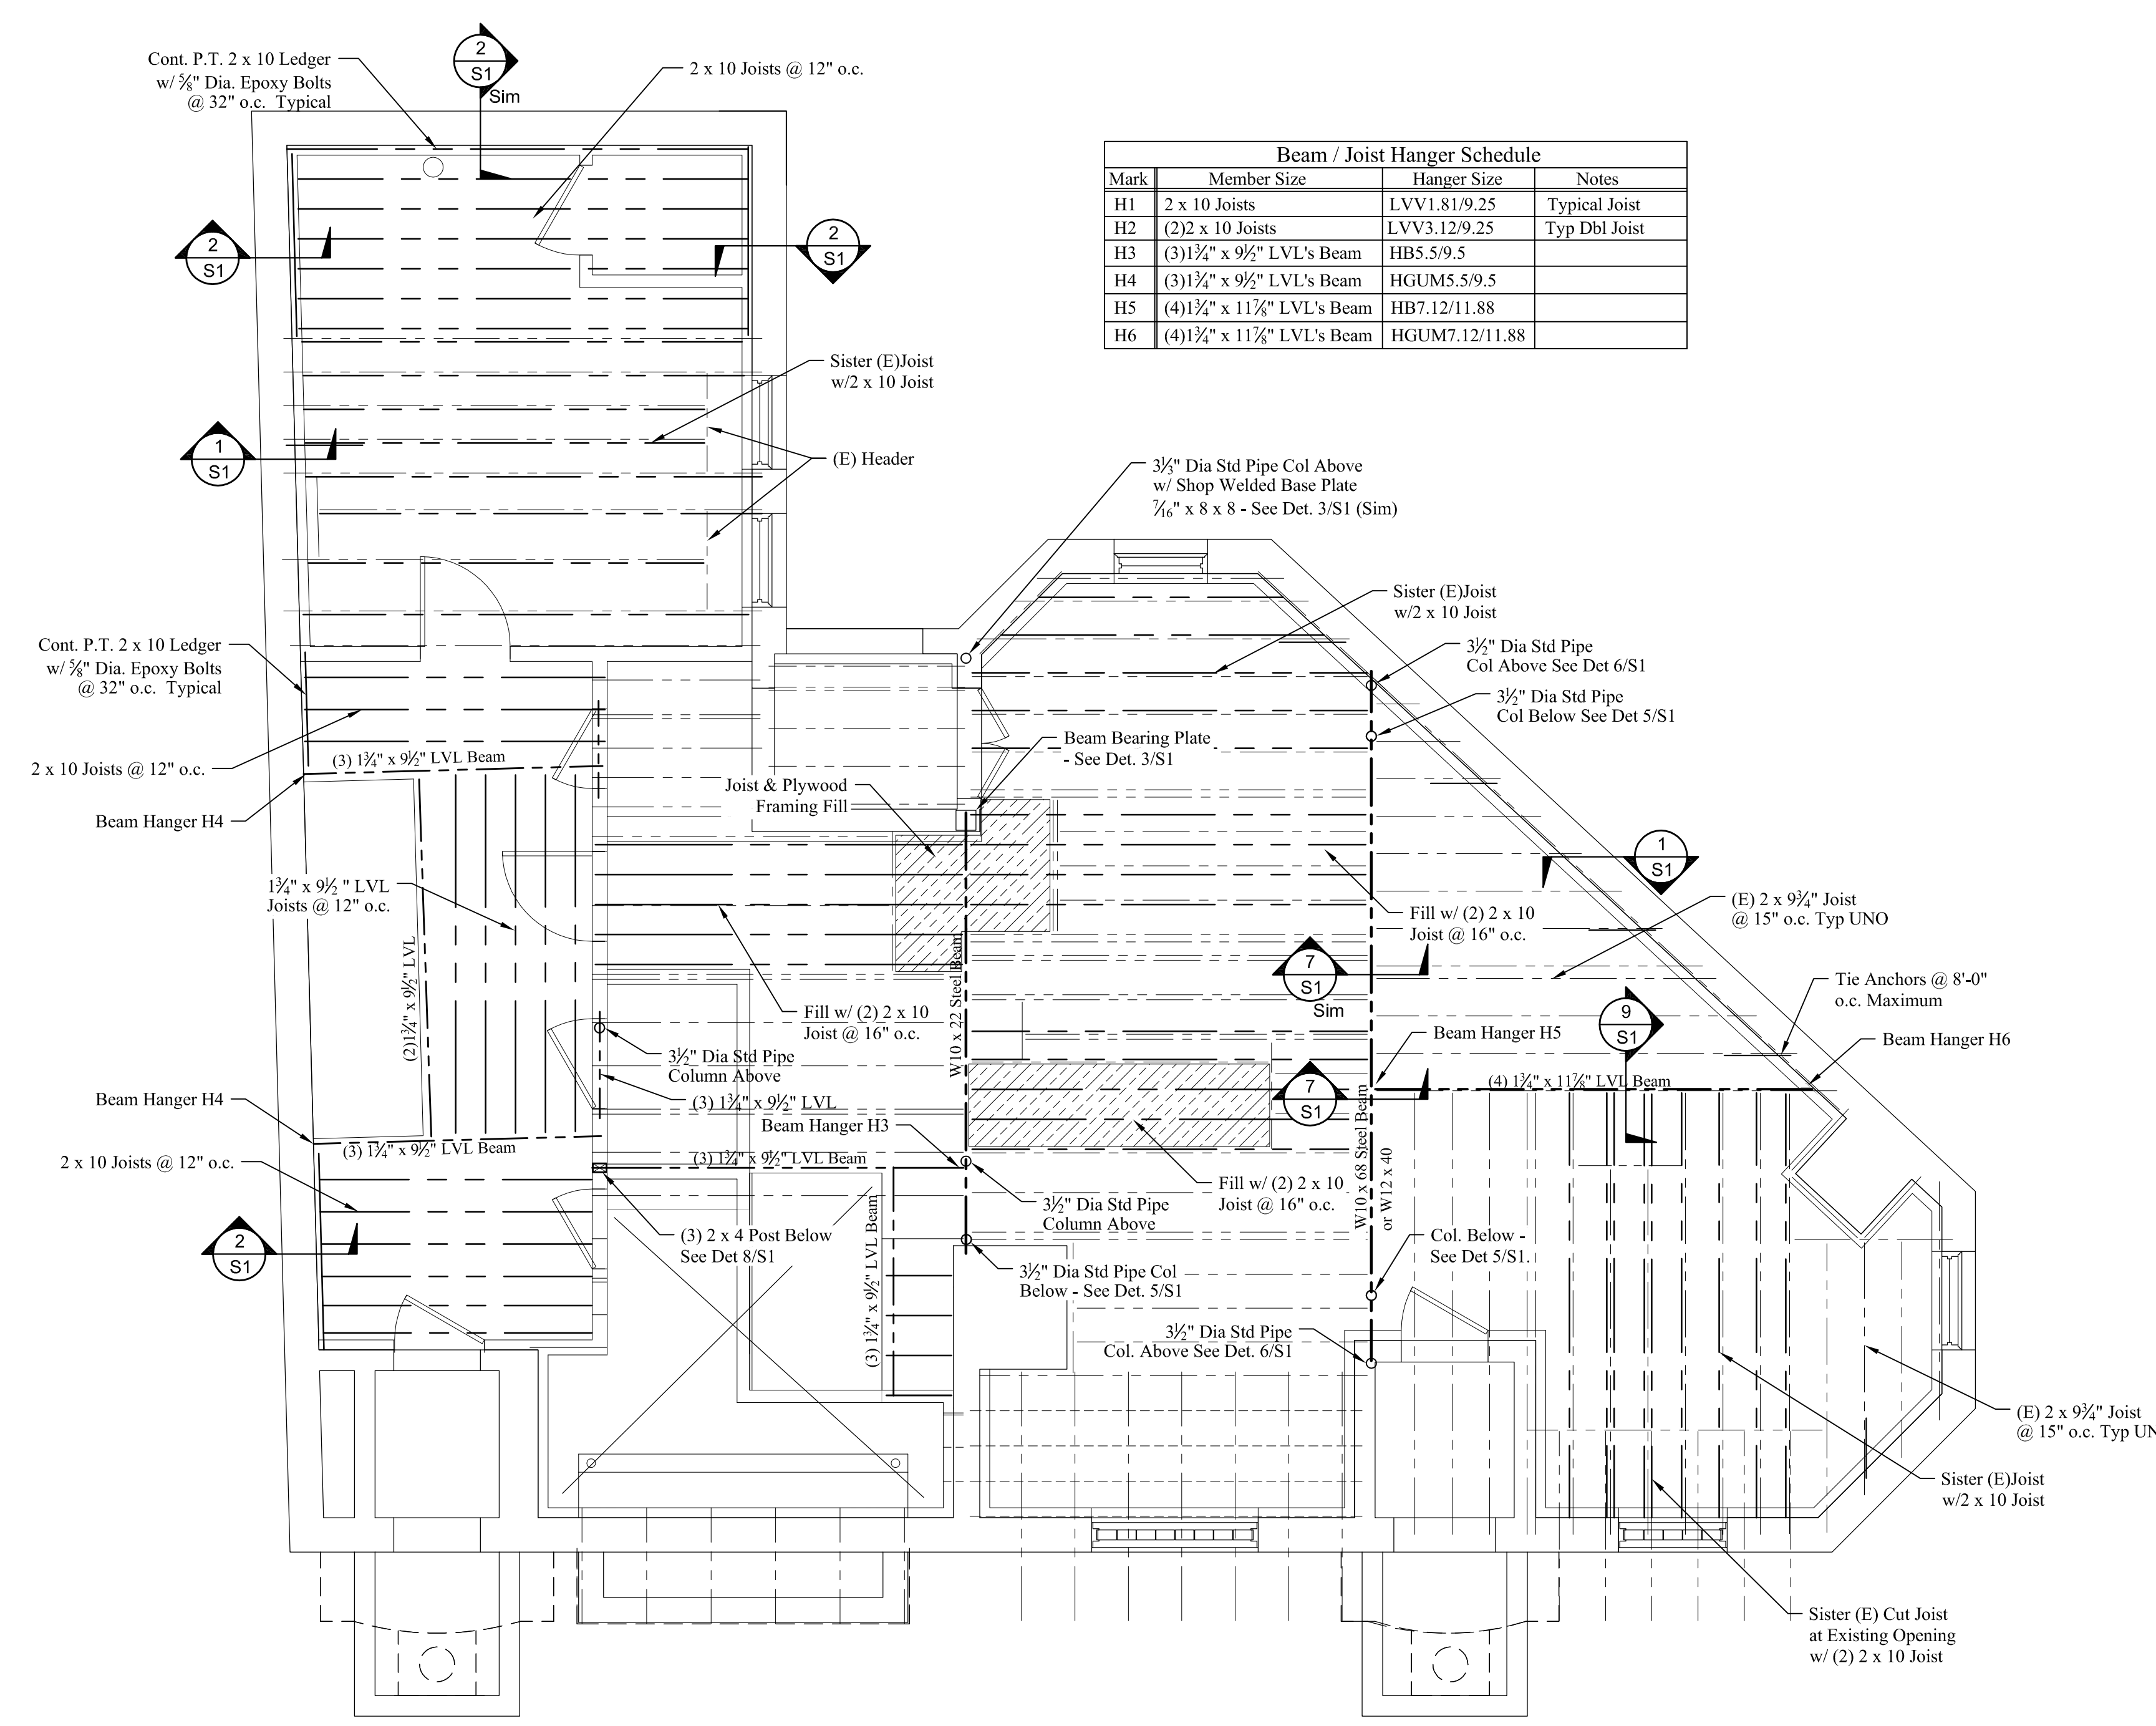 Cont. P.T. 2 x 10 Ledger
w/ ⅝" Dia. Epoxy Bolts
@ 32" o.c. Typical
2
S1
Sim
2 x 10 Joists @ 12" o.c.
Beam / Joist Hanger Schedule
Mark Member Size Hanger Size Notes
H1 2 x 10 Joists LVV1.81/9.25 Typical Joist
H2 (2)2 x 10 Joists LVV3.12/9.25 Typ Dbl Joist
H3 (3)1¾" x 9½" LVL's Beam HB5.5/9.5
H4 (3)1¾" x 9½" LVL's Beam HGUM5.5/9.5
H5 (4)1¾" x 11⅞" LVL's Beam HB7.12/11.88
H6 (4)1¾" x 11⅞" LVL's Beam HGUM7.12/11.88
2
S1
2
S1
Sister (E)Joist
w/2 x 10 Joist
1
S1
(E) Header
3⅓" Dia Std Pipe Col Above
w/ Shop Welded Base Plate
7⁄16" x 8 x 8 - See Det. 3/S1 (Sim)
Sister (E)Joist
w/2 x 10 Joist
Cont. P.T. 2 x 10 Ledger
w/ ⅝" Dia. Epoxy Bolts
@ 32" o.c. Typical
3½" Dia Std Pipe
Col Above See Det 6/S1
3½" Dia Std Pipe
Col Below See Det 5/S1
2 x 10 Joists @ 12" o.c.
(3) 1¾" x 9½" LVL Beam
Beam Bearing Plate
- See Det. 3/S1
Joist & Plywood
Framing Fill
Beam Hanger H4
1
S1
1¾" x 9½ " LVL
Joists @ 12" o.c.
(E) 2 x 9¾" Joist
@ 15" o.c. Typ UNO
Fill w/ (2) 2 x 10
Joist @ 16" o.c.
(2)1¾" x 9½" LVL
W10 x 22 Steel Beam
7
S1
Sim
Tie Anchors @ 8'-0"
o.c. Maximum
9
S1
Fill w/ (2) 2 x 10
Joist @ 16" o.c.
Beam Hanger H5
Beam Hanger H6
3½" Dia Std Pipe
Column Above
(4) 1¾" x 11⅞" LVL Beam
Beam Hanger H4
(3) 1¾" x 9½" LVL
7
S1
Beam Hanger H3
(3) 1¾" x 9½" LVL Beam
(3) 1¾" x 9½" LVL Beam
2 x 10 Joists @ 12" o.c.
W10 x 68 Steel Beam
or W12 x 40
Fill w/ (2) 2 x 10
Joist @ 16" o.c.
3½" Dia Std Pipe
Column Above
2
S1
(3) 2 x 4 Post Below
See Det 8/S1
(3) 1¾" x 9½" LVL Beam
Col. Below -
See Det 5/S1.
3½" Dia Std Pipe Col
Below - See Det. 5/S1
3½" Dia Std Pipe
Col. Above See Det. 6/S1
(E) 2 x 9¾" Joist
@ 15" o.c. Typ UN
Sister (E)Joist
w/2 x 10 Joist
Sister (E) Cut Joist
at Existing Opening
w/ (2) 2 x 10 Joist